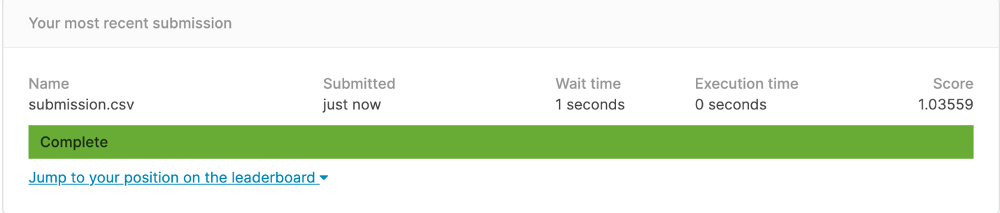 Your most recent submission
Name Submitted Wait time Execution time Score
submission.csv just now 1 seconds 0 seconds 1.03559
Complete
Jump to your position on the leaderboard